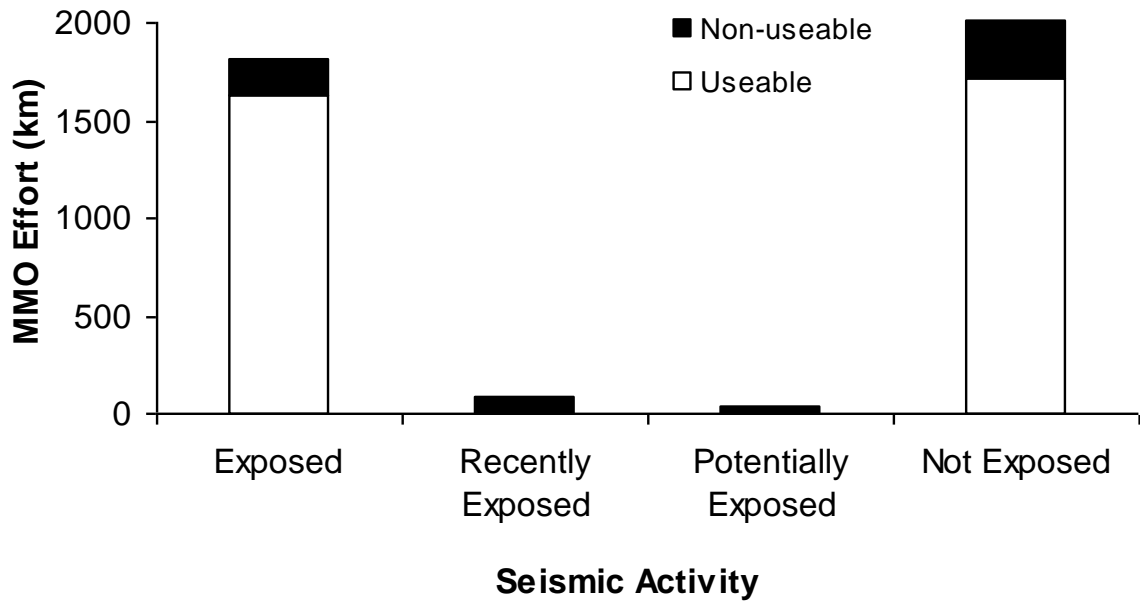 2000
1500
1000
500
0
MMO Effort (km)
Non-useable
Useable
Exposed
Recently
Exposed
Potentially
Exposed
Not Exposed
Seismic Activity